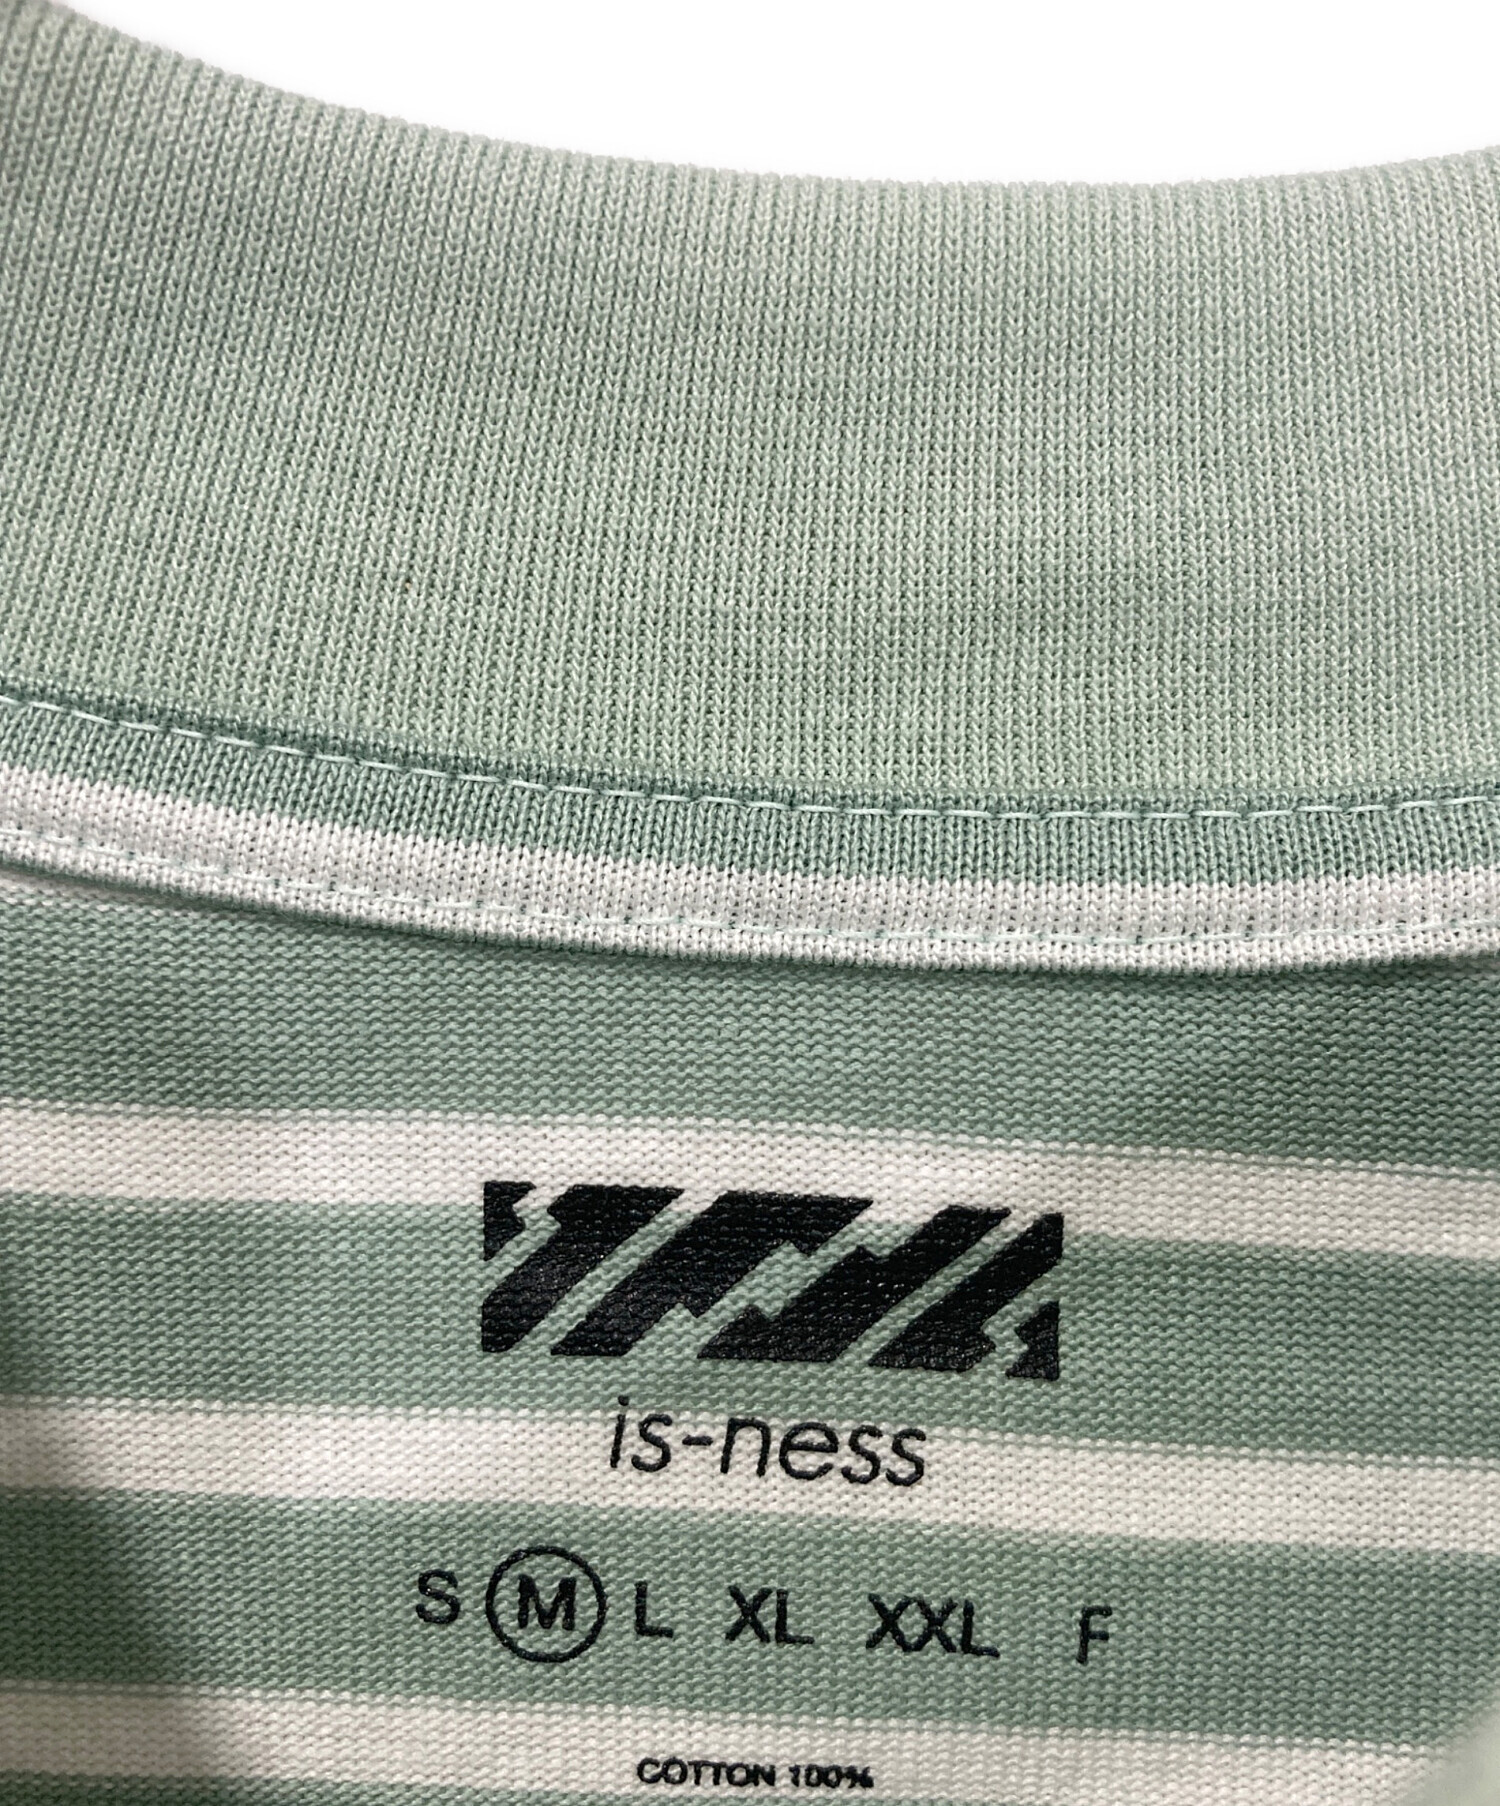 is-ness
S M L XL XXL F
COTTON 100%